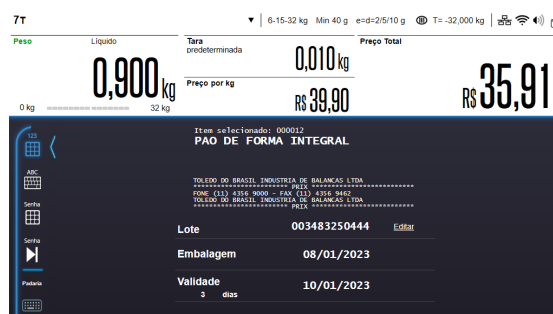 7T
▼ 6-15-32 kg Min 40 g e=d=2/5/10 g Ⅲ T= -32,000 kg
Peso Líquido
0,900 kg
0 kg 32 kg
Tara
predeterminada
0,010 kg
Preço por kg
R$ 39,90
Preço Total
R$ 35,91
123
ABC
Senha
Senha
Padaria
Item selecionado: 000012
PAO DE FORMA INTEGRAL
TOLEDO DO BRASIL INDUSTRIA DE BALANCAS LTDA
************************ PRIX **************************
FONE (11) 4356 9000 - FAX (11) 4356 9462
TOLEDO DO BRASIL INDUSTRIA DE BALANCAS LTDA
************************ PRIX **************************
Lote 003483250444 Editar
Embalagem 08/01/2023
Validade 10/01/2023
3 dias